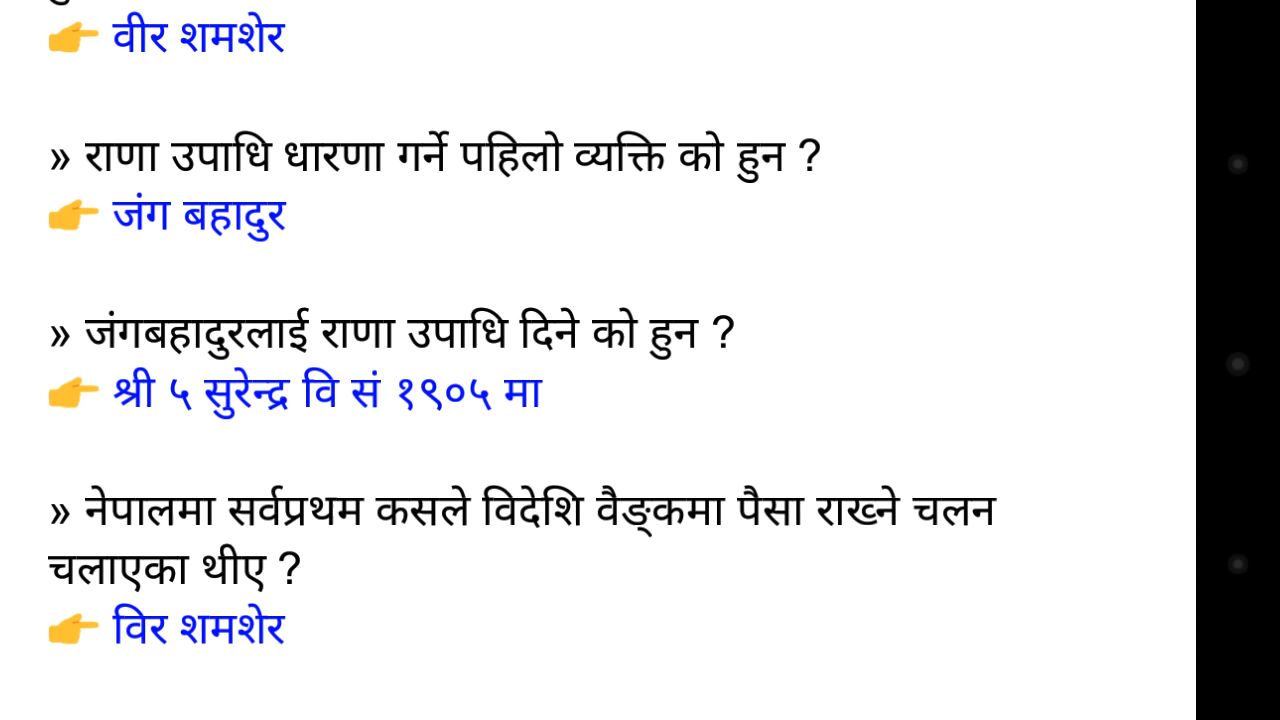 👉 वीर शमशेर
» राणा उपाधि धारणा गर्ने पहिलो व्यक्ति को हुन ?
👉 जंग बहादुर
» जंगबहादुरलाई राणा उपाधि दिने को हुन ?
👉 श्री ५ सुरेन्द्र वि सं १९०५ मा
» नेपालमा सर्वप्रथम कसले विदेशि वैङ्कमा पैसा राख्ने चलन
चलाएका थीए ?
👉 विर शमशेर